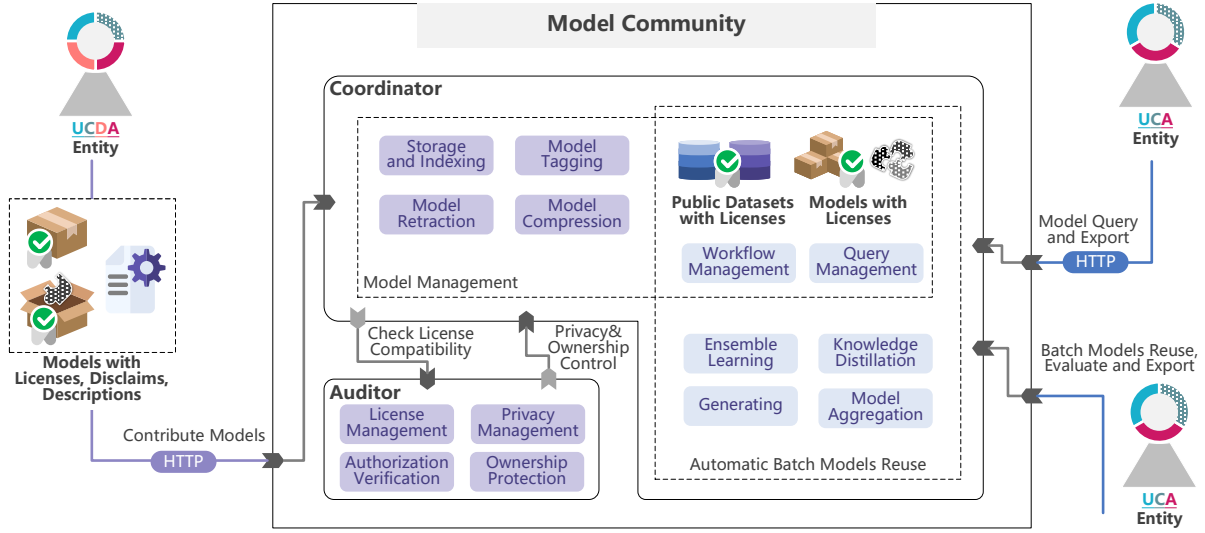 Model Community
UCDA
Entity
Models with
Licenses, Disclaims,
Descriptions
Contribute Models
HTTP
Coordinator
Storage
and Indexing
Model
Tagging
Model
Retraction
Model
Compression
Model Management
Public Datasets
with Licenses
Models with
Licenses
Workflow
Management
Query
Management
Check License
Compatibility
Privacy&
Ownership
Control
Auditor
License
Management
Privacy
Management
Authorization
Verification
Ownership
Protection
Ensemble
Learning
Knowledge
Distillation
Generating
Model
Aggregation
Automatic Batch Models Reuse
UCA
Entity
Model Query
and Export
HTTP
Batch Models Reuse,
Evaluate and Export
UCA
Entity